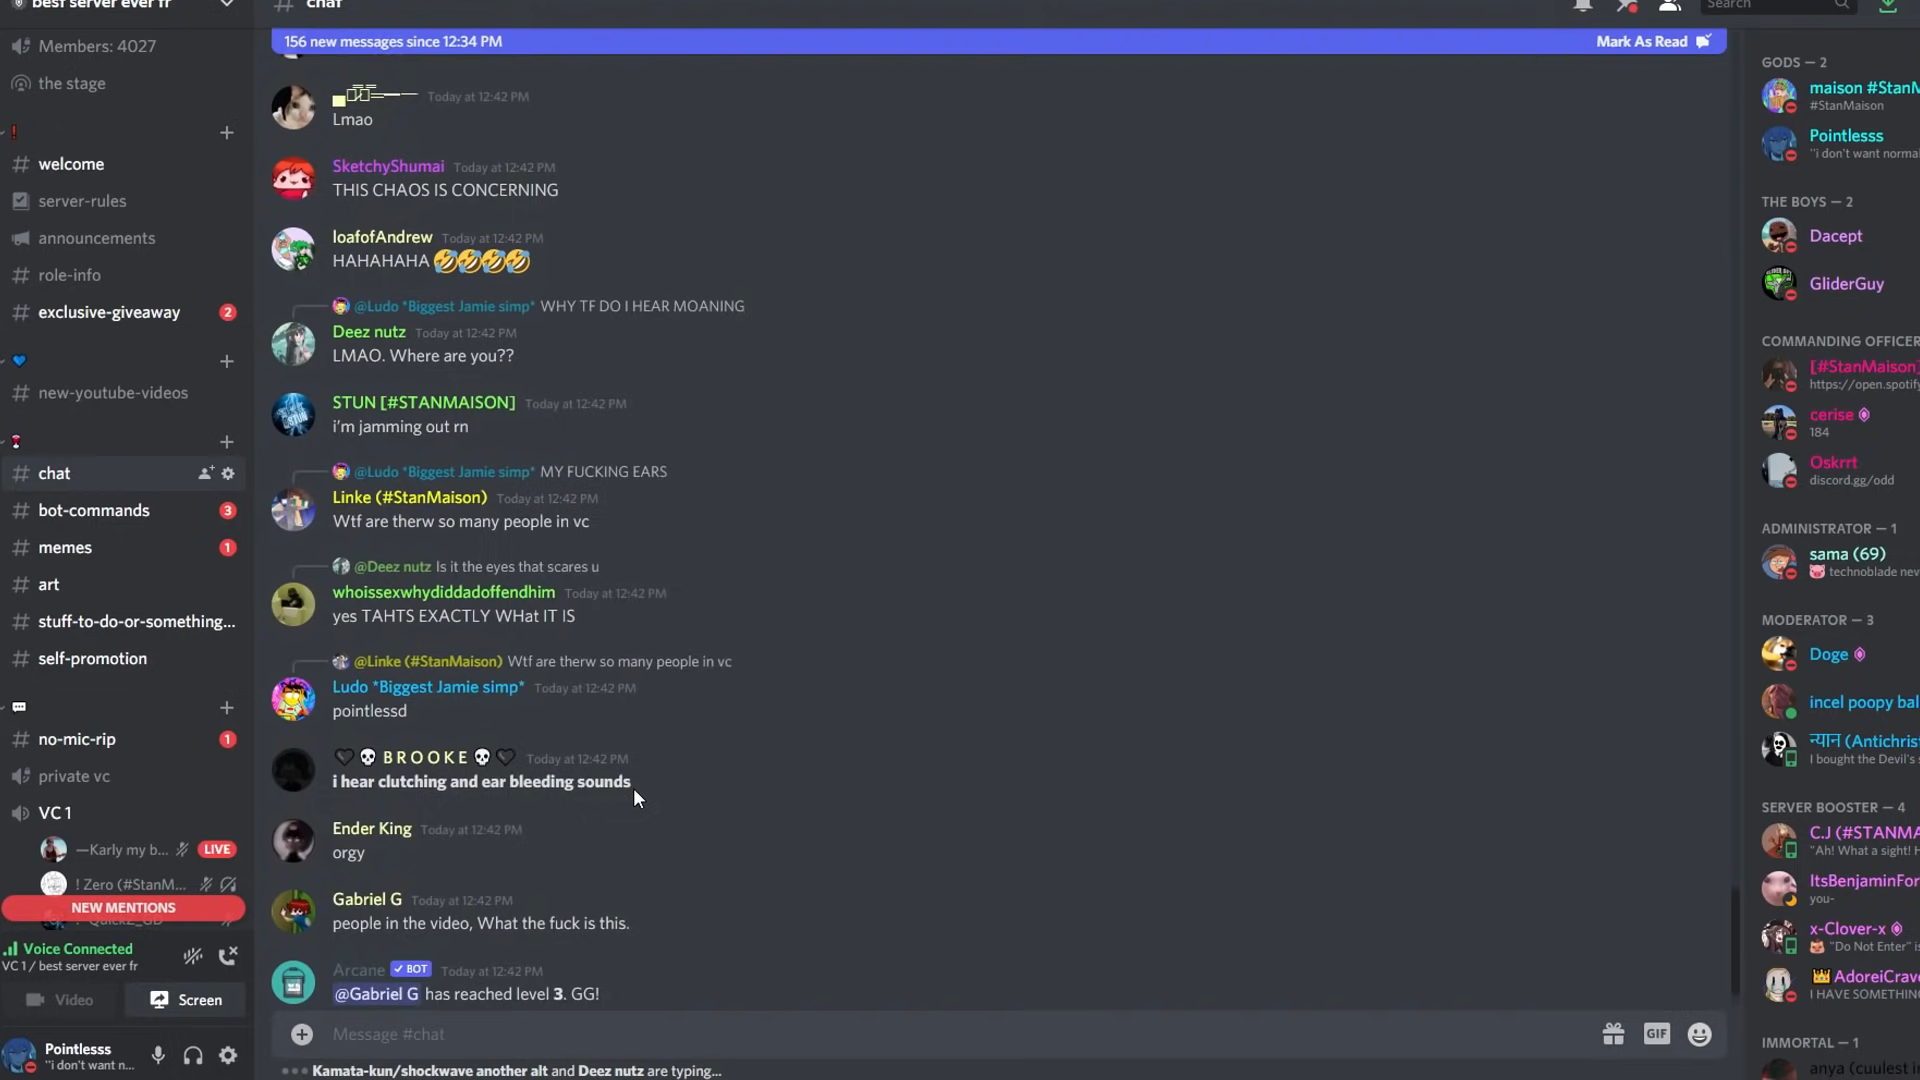 best server ever fr
Members: 4027
the stage
welcome
server-rules
announcements
role-info
exclusive-giveaway
2
new-youtube-videos
chat
bot-commands
3
memes
1
art
stuff-to-do-or-something...
self-promotion
no-mic-rip
1
private vc
VC 1
—Karly my b...
LIVE
! Zero (#StanM...
NEW MENTIONS
Voice Connected
VC 1 / best server ever fr
Video
Screen
Pointlesss
"i don't want n...
chat
Search
156 new messages since 12:34 PM
Mark As Read
Today at 12:42 PM
Lmao
SketchyShumai Today at 12:42 PM
THIS CHAOS IS CONCERNING
loafofAndrew Today at 12:42 PM
HAHAHAHA 🤣🤣🤣🤣
@Ludo *Biggest Jamie simp* WHY TF DO I HEAR MOANING
Deez nutz Today at 12:42 PM
LMAO. Where are you??
STUN [#STANMAISON] Today at 12:42 PM
i'm jamming out rn
@Ludo *Biggest Jamie simp* MY FUCKING EARS
Linke (#StanMaison) Today at 12:42 PM
Wtf are therw so many people in vc
@Deez nutz Is it the eyes that scares u
whoissexwhydiddadoffendhim Today at 12:42 PM
yes TAHTS EXACTLY WHat IT IS
@Linke (#StanMaison) Wtf are therw so many people in vc
Ludo *Biggest Jamie simp* Today at 12:42 PM
pointlessd
🖤💀 B R O O K E 💀🖤 Today at 12:42 PM
i hear clutching and ear bleeding sounds
Ender King Today at 12:42 PM
orgy
Gabriel G Today at 12:42 PM
people in the video, What the fuck is this.
Arcane ✓ BOT Today at 12:42 PM
@Gabriel G has reached level 3. GG!
Message #chat
GIF
Kamata-kun/shockwave another alt and Deez nutz are typing...
GODS — 2
maison #StanM
#StanMaison
Pointlesss
"i don't want norma
THE BOYS — 2
Dacept
GliderGuy
COMMANDING OFFICER
[#StanMaison]
https://open.spotif
cerise
184
Oskrrt
discord.gg/odd
ADMINISTRATOR — 1
sama (69)
🐷 technoblade nev
MODERATOR — 3
Doge
incel poopy bal
न्यान (Antichris
I bought the Devil's s
SERVER BOOSTER — 4
C.J (#STANMA
"Ah! What a sight! H
ItsBenjaminFor
you-
x-Clover-x
🎃 "Do Not Enter" is
👑 AdoreiCrav
I HAVE SOMETHING
IMMORTAL — 1
anya (cuulest i